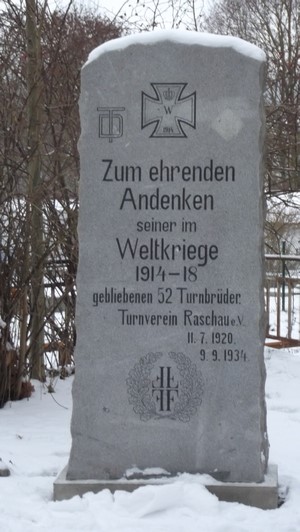 W
1914
Zum ehrenden
Andenken
seiner im
Weltkriege
1914-18
gebliebenen 52 Turnbrüder.
Turnverein Raschau e.V.
11. 7. 1920.
9. 9. 1934.